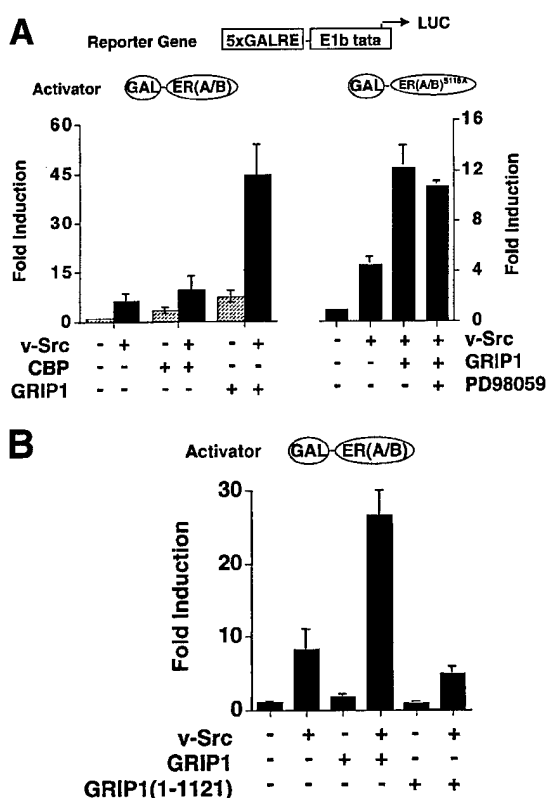 A
LUC
Reporter Gene 5xGALRE E1b tata
Activator GAL ER(A/B) GAL ER(A/B)S118A
Fold Induction
60
45
30
15
0
16
12
8
4
0
Fold Induction
v-Src - + - + - +
CBP - - + + - -
GRIP1 - - - - + +
- + + + v-Src
- - + + GRIP1
- - - + PD98059
B
Activator GAL ER(A/B)
Fold Induction
30
20
10
0
v-Src - + - + - +
GRIP1 - - + + - -
GRIP1(1-1121) - - - - + +